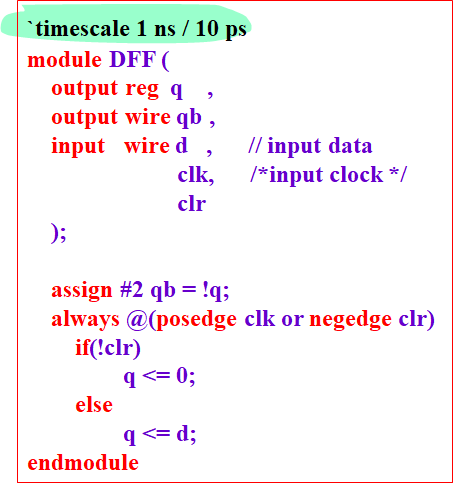 `timescale 1 ns / 10 ps
module DFF (
output reg q ,
output wire qb ,
input wire d , // input data
clk, /*input clock */
clr
);
assign #2 qb = !q;
always @(posedge clk or negedge clr)
if(!clr)
q <= 0;
else
q <= d;
endmodule